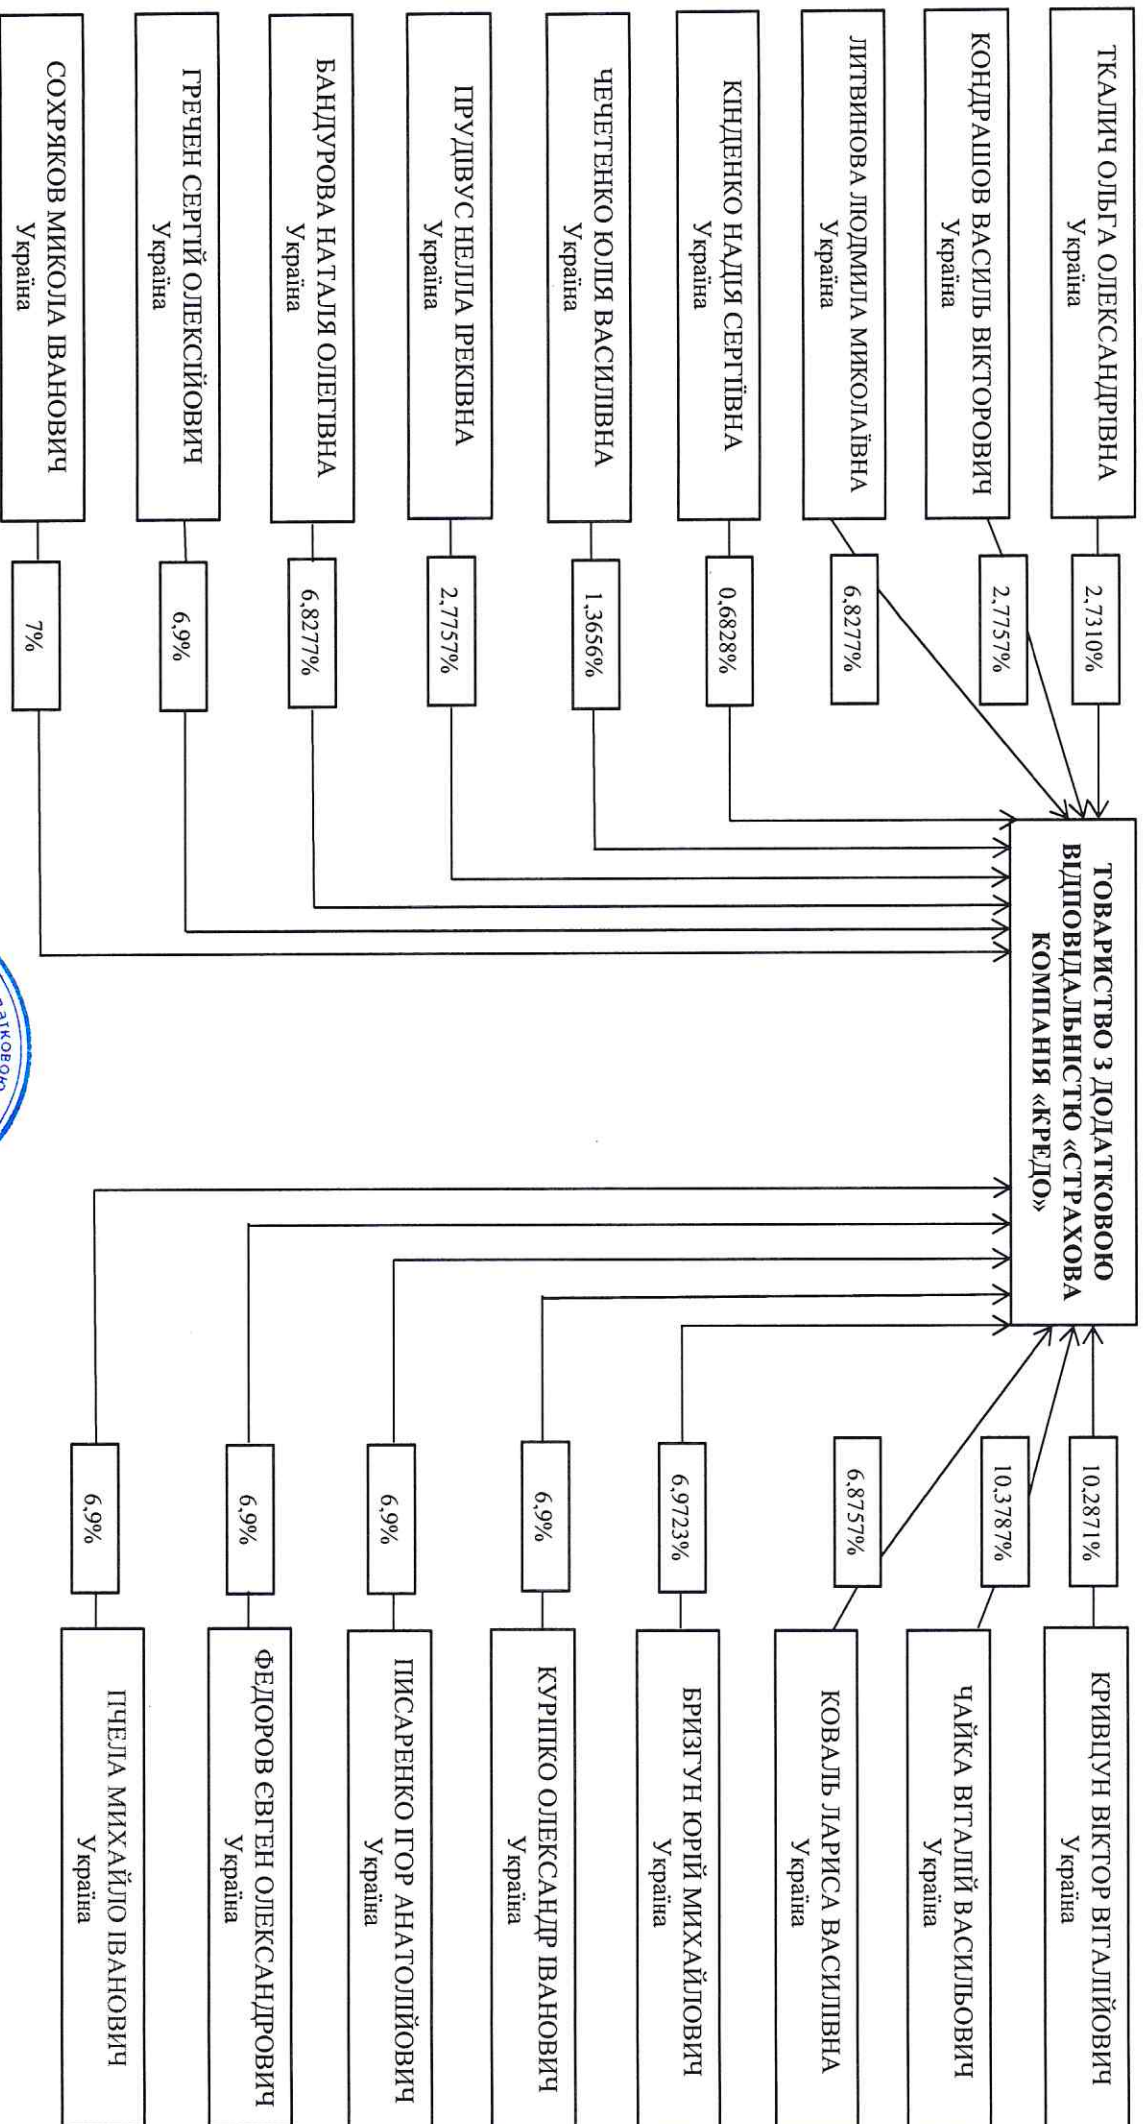 ТОВАРИСТВО З ДОДАТКОВОЮ
ВІДПОВІДАЛЬНІСТЮ «СТРАХОВА
КОМПАНІЯ «КРЕДО»
ТКАЛИЧ ОЛЬГА ОЛЕКСАНДРІВНА
Україна
2,7310%
КОНДРАШОВ ВАСИЛЬ ВІКТОРОВИЧ
Україна
2,7757%
ЛИТВИНОВА ЛЮДМИЛА МИКОЛАЇВНА
Україна
6,8277%
КІНДЕНКО НАДІЯ СЕРГІЇВНА
Україна
0,6828%
ЧЕЧЕТЕНКО ЮЛІЯ ВАСИЛІВНА
Україна
1,3656%
ПРУДІВУС НЕЛЛА ІРЕКІВНА
Україна
2,7757%
БАНДУРОВА НАТАЛЯ ОЛЕГІВНА
Україна
6,8277%
ГРЕЧЕН СЕРГІЙ ОЛЕКСІЙОВИЧ
Україна
6,9%
СОХРЯКОВ МИКОЛА ІВАНОВИЧ
Україна
7%
10,2871%
КРИВЦУН ВІКТОР ВІТАЛІЙОВИЧ
Україна
10,3787%
ЧАЙКА ВІТАЛІЙ ВАСИЛЬОВИЧ
Україна
6,8757%
КОВАЛЬ ЛАРИСА ВАСИЛІВНА
Україна
6,9723%
БРИЗГУН ЮРІЙ МИХАЙЛОВИЧ
Україна
6,9%
КУРІПКО ОЛЕКСАНДР ІВАНОВИЧ
Україна
6,9%
ПИСАРЕНКО ІГОР АНАТОЛІЙОВИЧ
Україна
6,9%
ФЕДОРОВ ЄВГЕН ОЛЕКСАНДРОВИЧ
Україна
6,9%
ПЧЕЛА МИХАЙЛО ІВАНОВИЧ
Україна